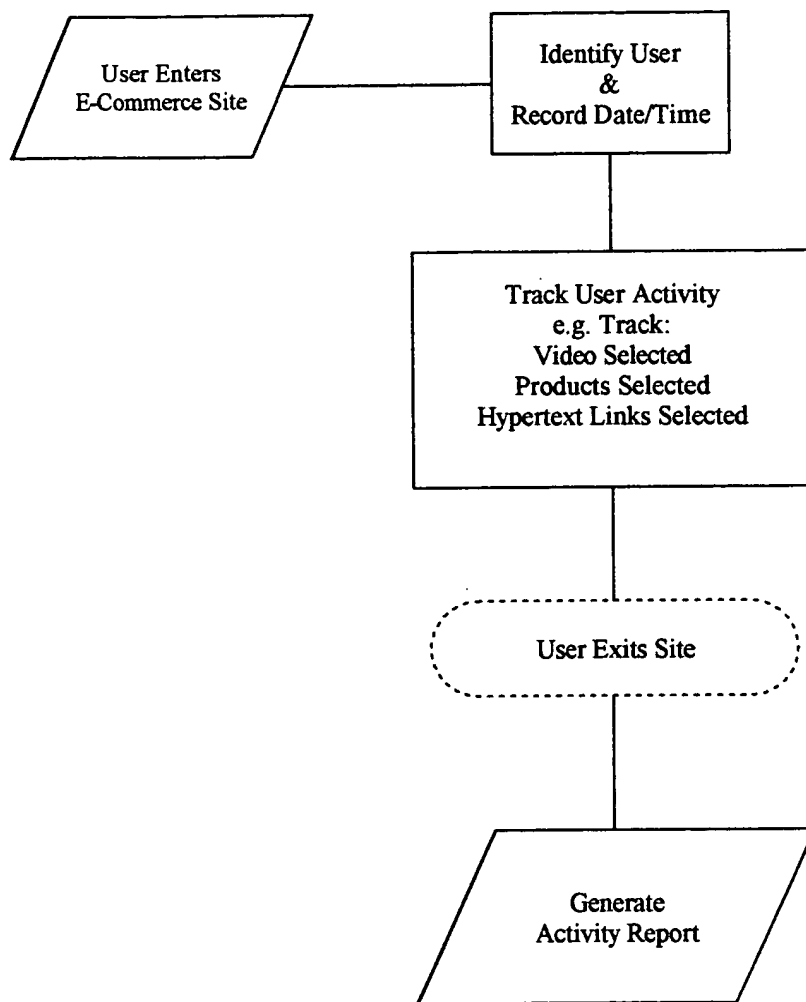 User Enters
E-Commerce Site
Identify User
&
Record Date/Time
Track User Activity
e.g. Track:
Video Selected
Products Selected
Hypertext Links Selected
User Exits Site
Generate
Activity Report